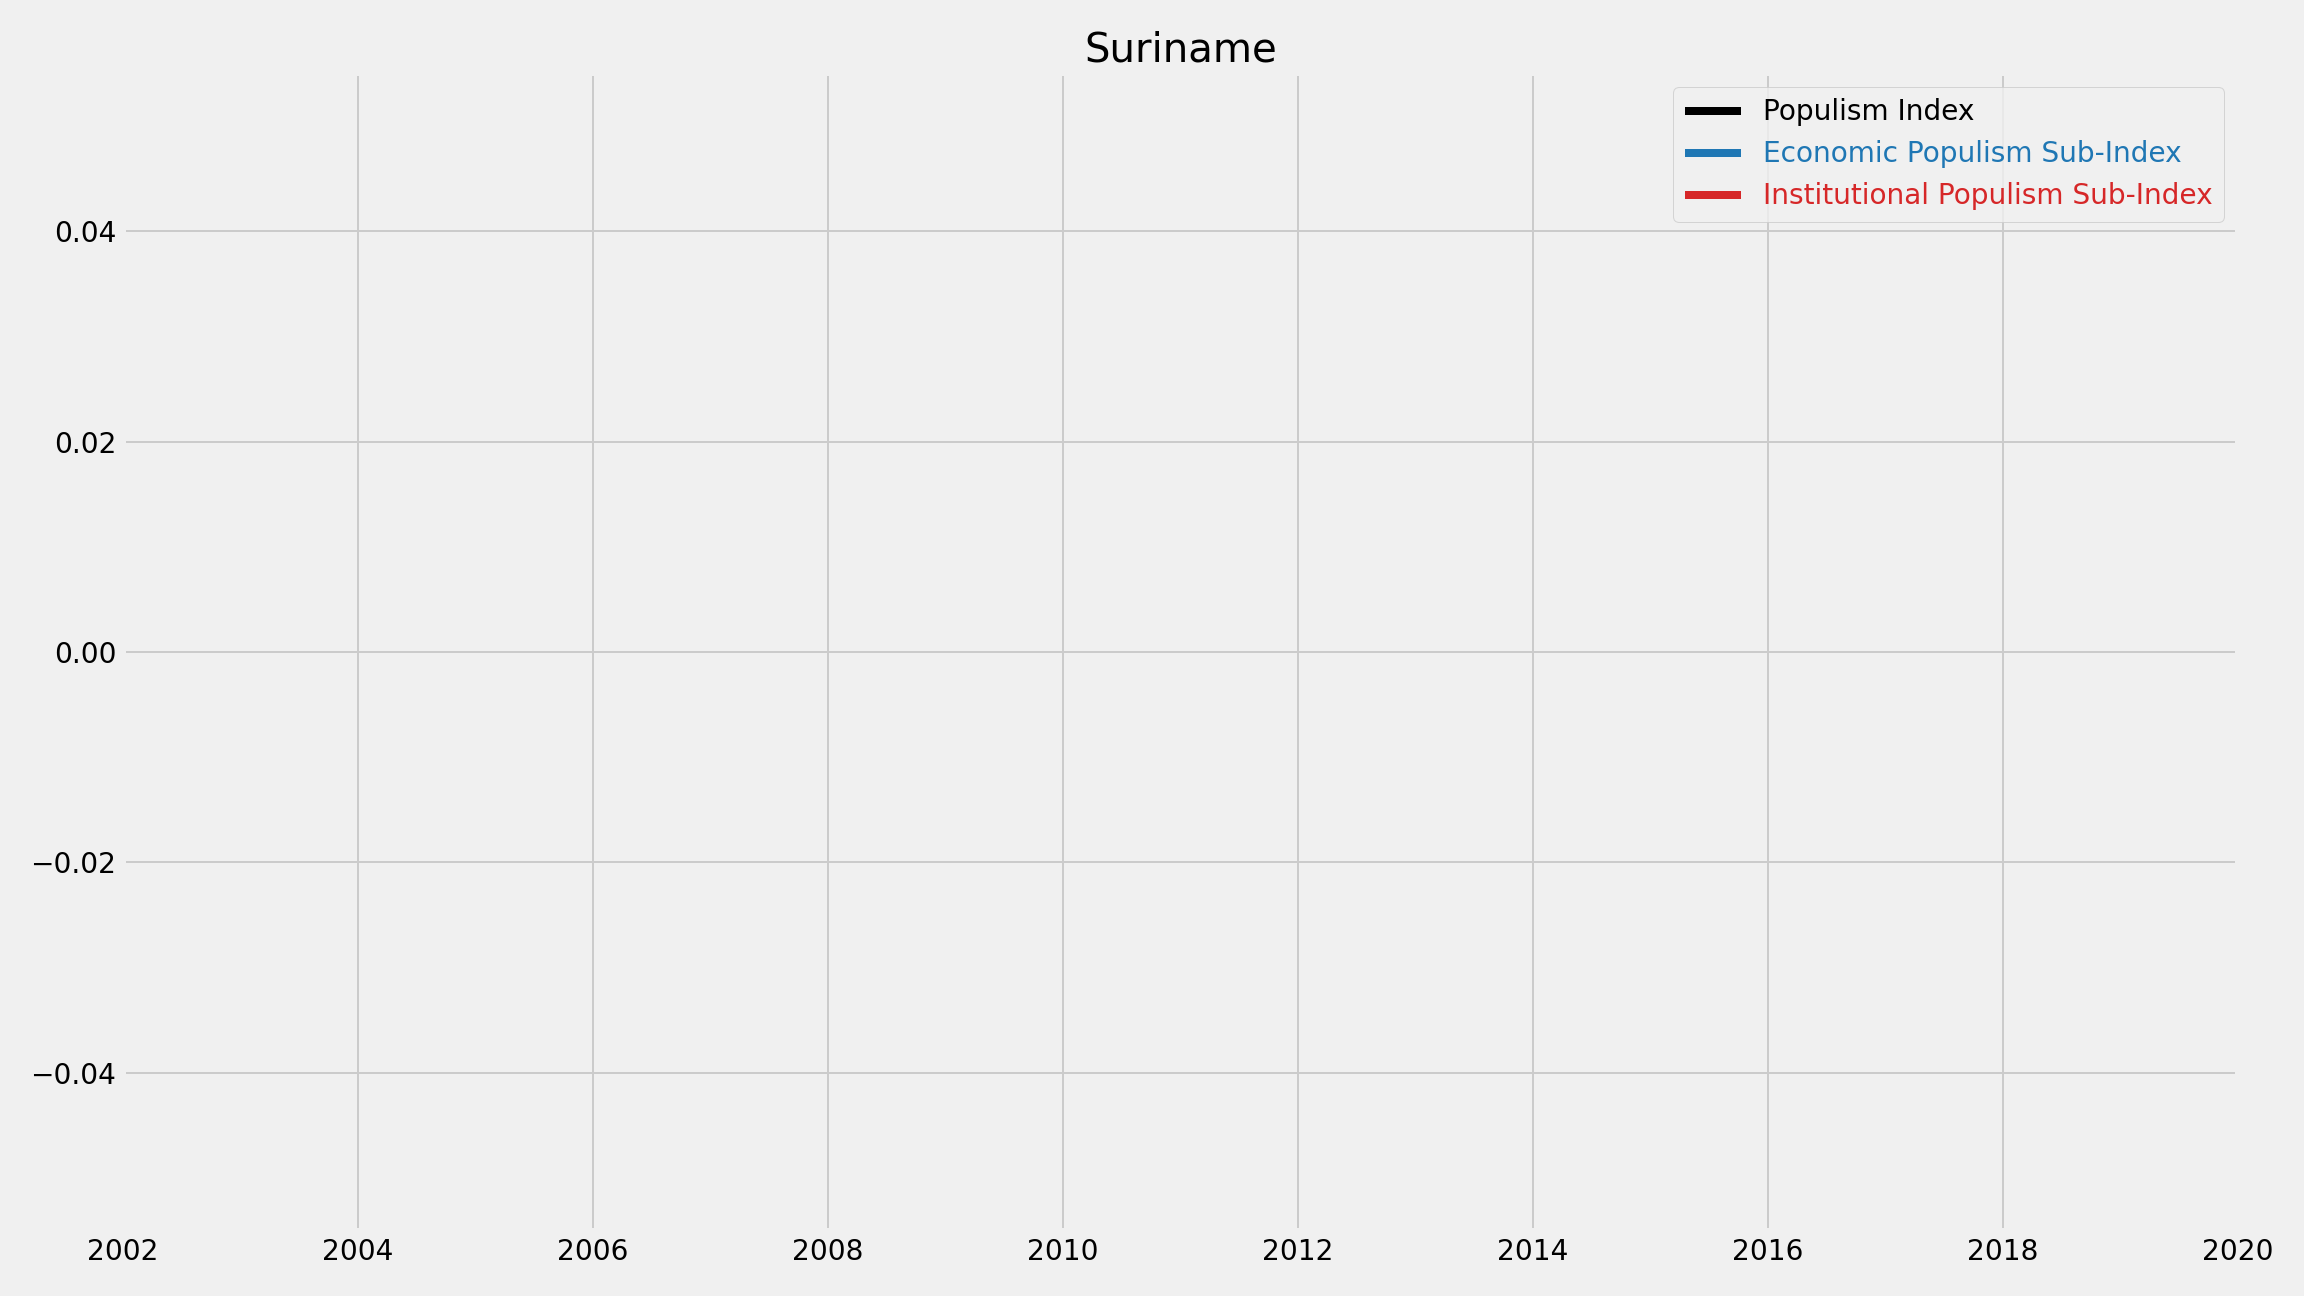 Suriname
Populism Index
Economic Populism Sub-Index
Institutional Populism Sub-Index
0.04
0.02
0.00
−0.02
−0.04
2002 2004 2006 2008 2010 2012 2014 2016 2018 2020